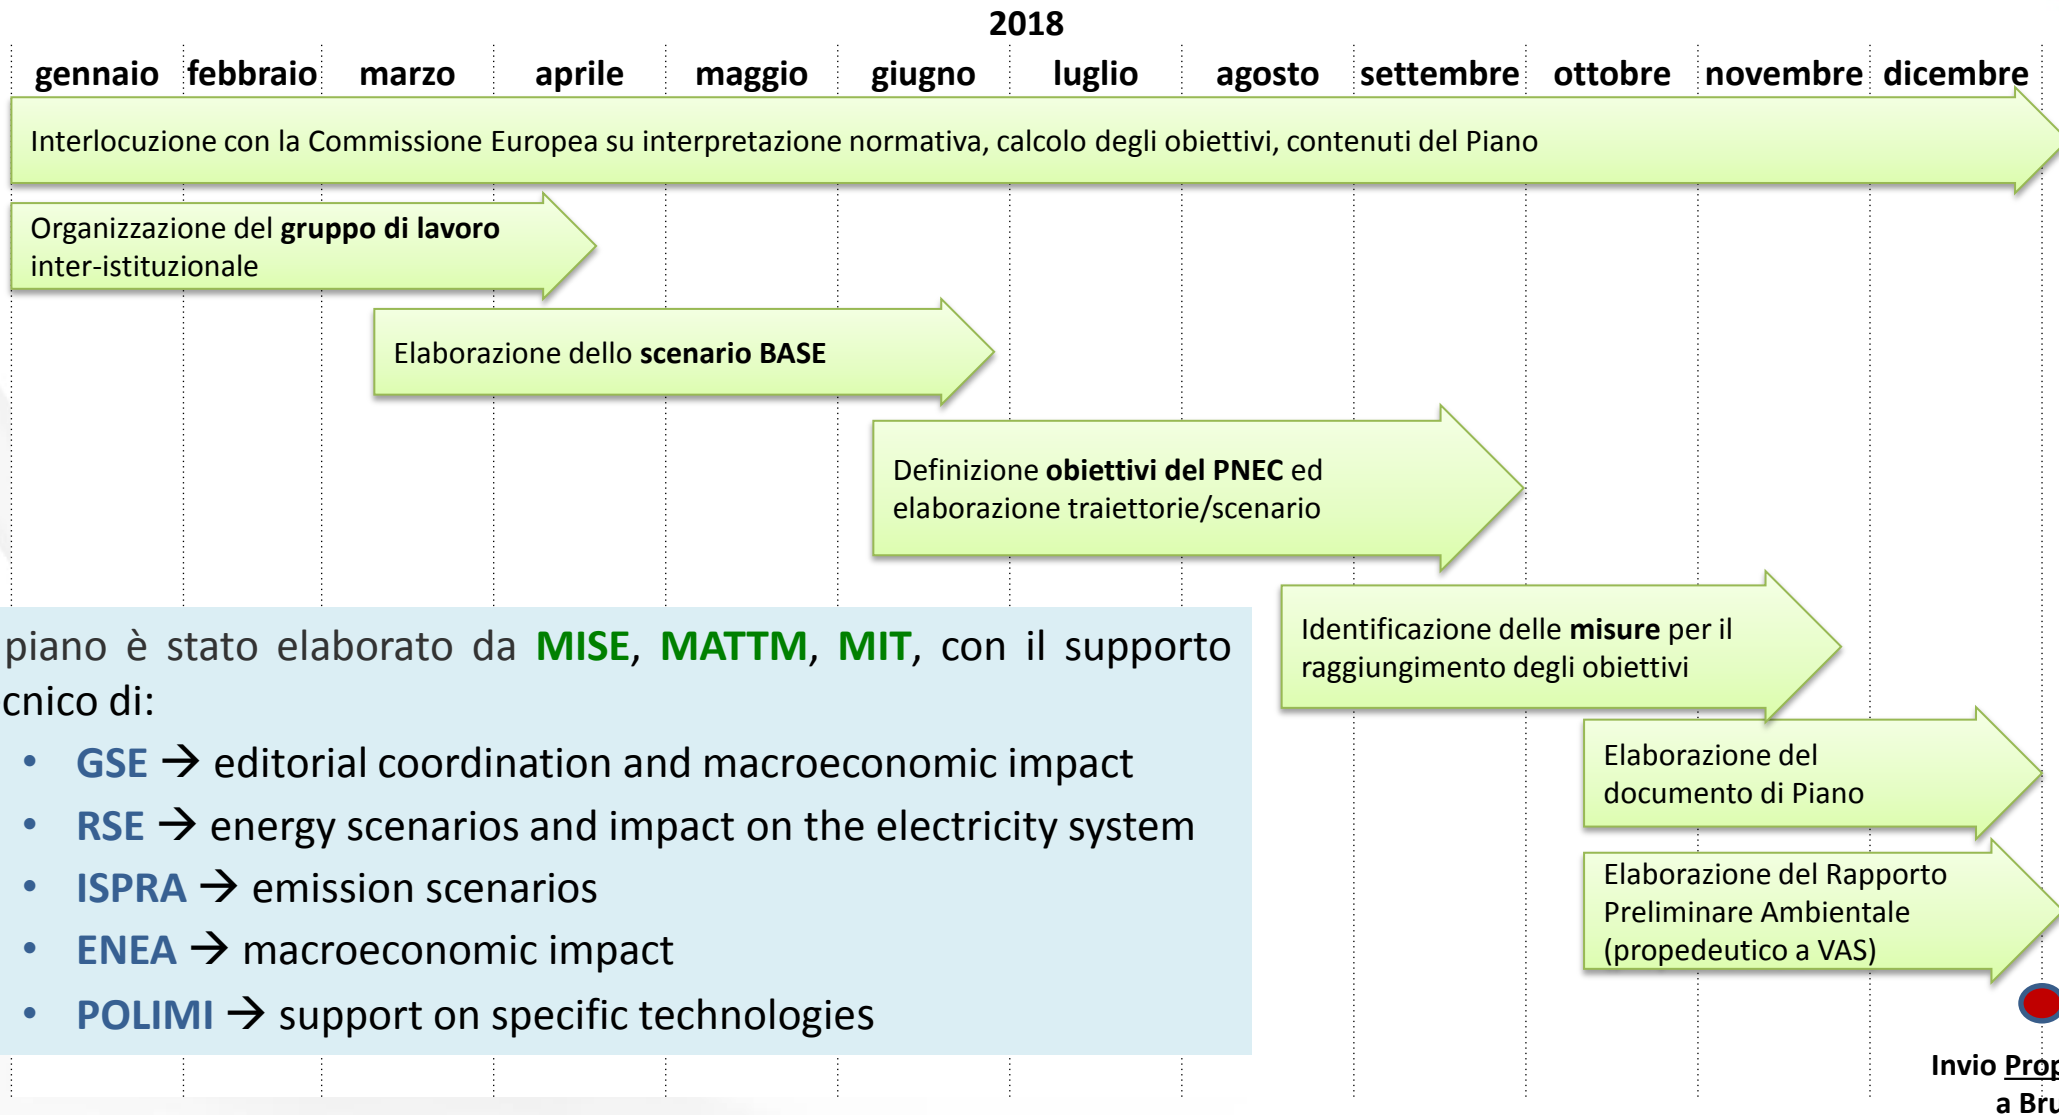 2018
gennaio febbraio marzo aprile maggio giugno luglio agosto settembre ottobre novembre dicembre
Interlocuzione con la Commissione Europea su interpretazione normativa, calcolo degli obiettivi, contenuti del Piano
Organizzazione del gruppo di lavoro
inter-istituzionale
Elaborazione dello scenario BASE
Definizione obiettivi del PNEC ed
elaborazione traiettorie/scenario
Identificazione delle misure per il
raggiungimento degli obiettivi
piano è stato elaborato da MISE, MATTM, MIT, con il supporto
cnico di:
• GSE → editorial coordination and macroeconomic impact
• RSE → energy scenarios and impact on the electricity system
• ISPRA → emission scenarios
• ENEA → macroeconomic impact
• POLIMI → support on specific technologies
Elaborazione del
documento di Piano
Elaborazione del Rapporto
Preliminare Ambientale
(propedeutico a VAS)
Invio Prop
a Bru